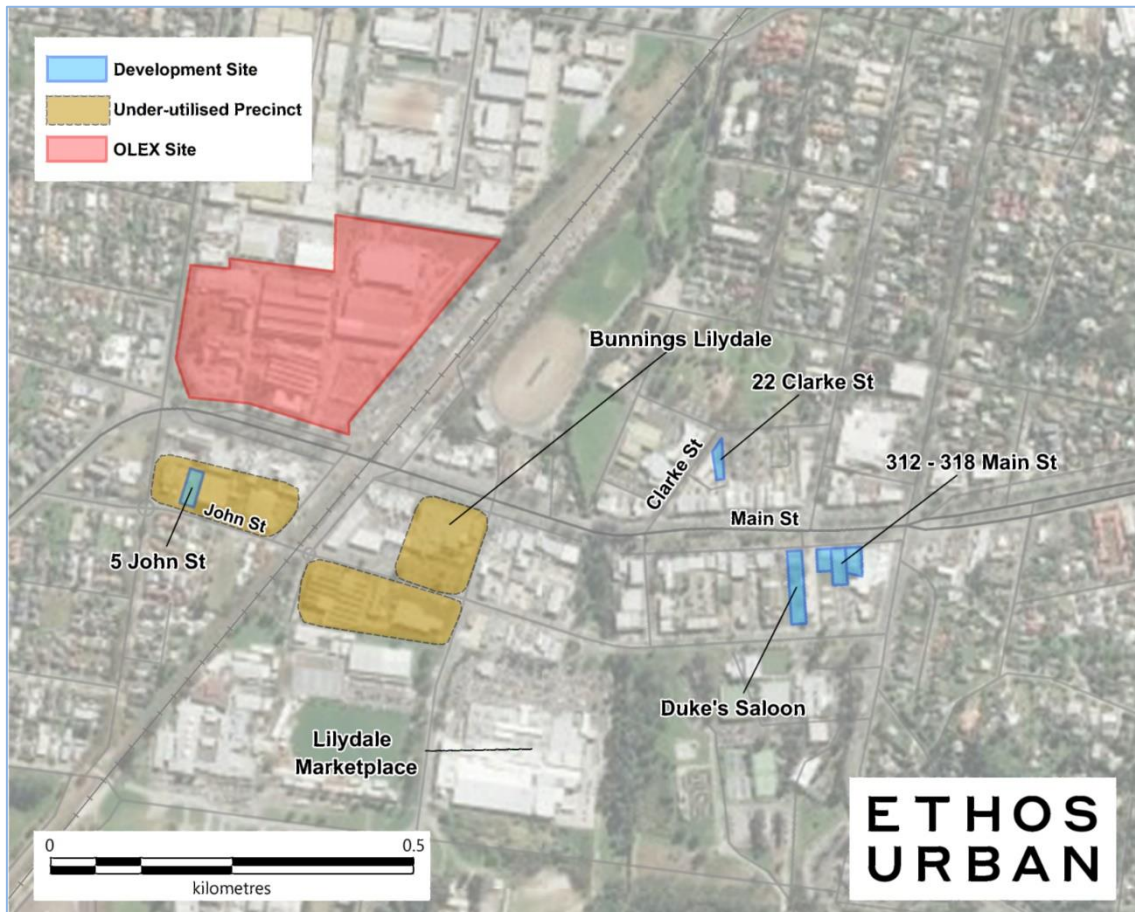 Development Site
Under-utilised Precinct
OLEX Site
Bunnings Lilydale
22 Clarke St
Clarke St
312 - 318 Main St
Main St
John St
5 John St
Duke's Saloon
Lilydale
Marketplace
0 0.5
kilometres
ETHOS
URBAN